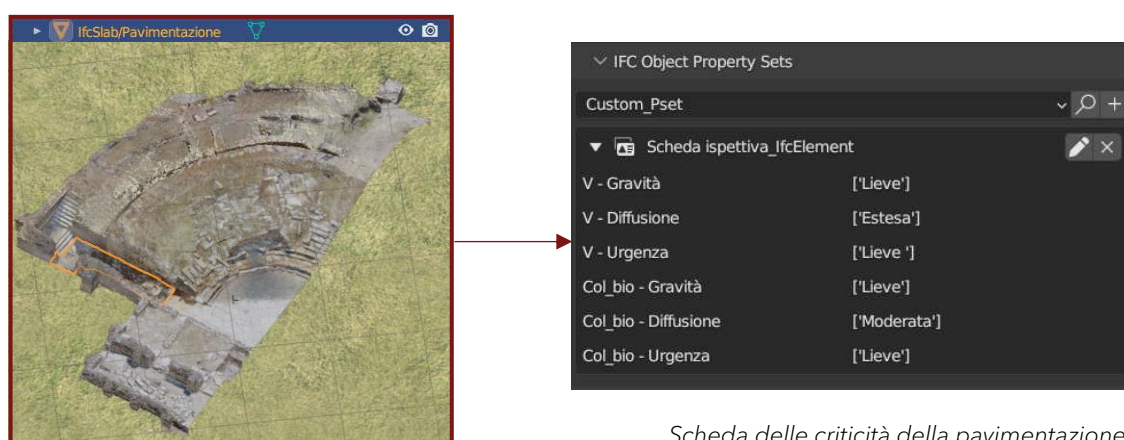 IfcSlab/Pavimentazione
IFC Object Property Sets
Custom_Pset
Scheda ispettiva_IfcElement
V - Gravità ['Lieve']
V - Diffusione ['Estesa']
V - Urgenza ['Lieve ']
Col_bio - Gravità ['Lieve']
Col_bio - Diffusione ['Moderata']
Col_bio - Urgenza ['Lieve']
Scheda delle criticità della pavimentazione